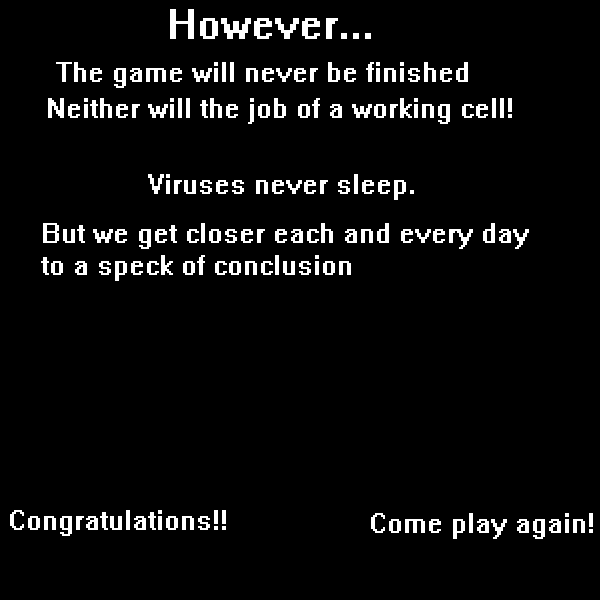 However...
The game will never be finished
Neither will the job of a working cell!
Viruses never sleep.
But we get closer each and every day
to a speck of conclusion
Congratulations!!
Come play again!